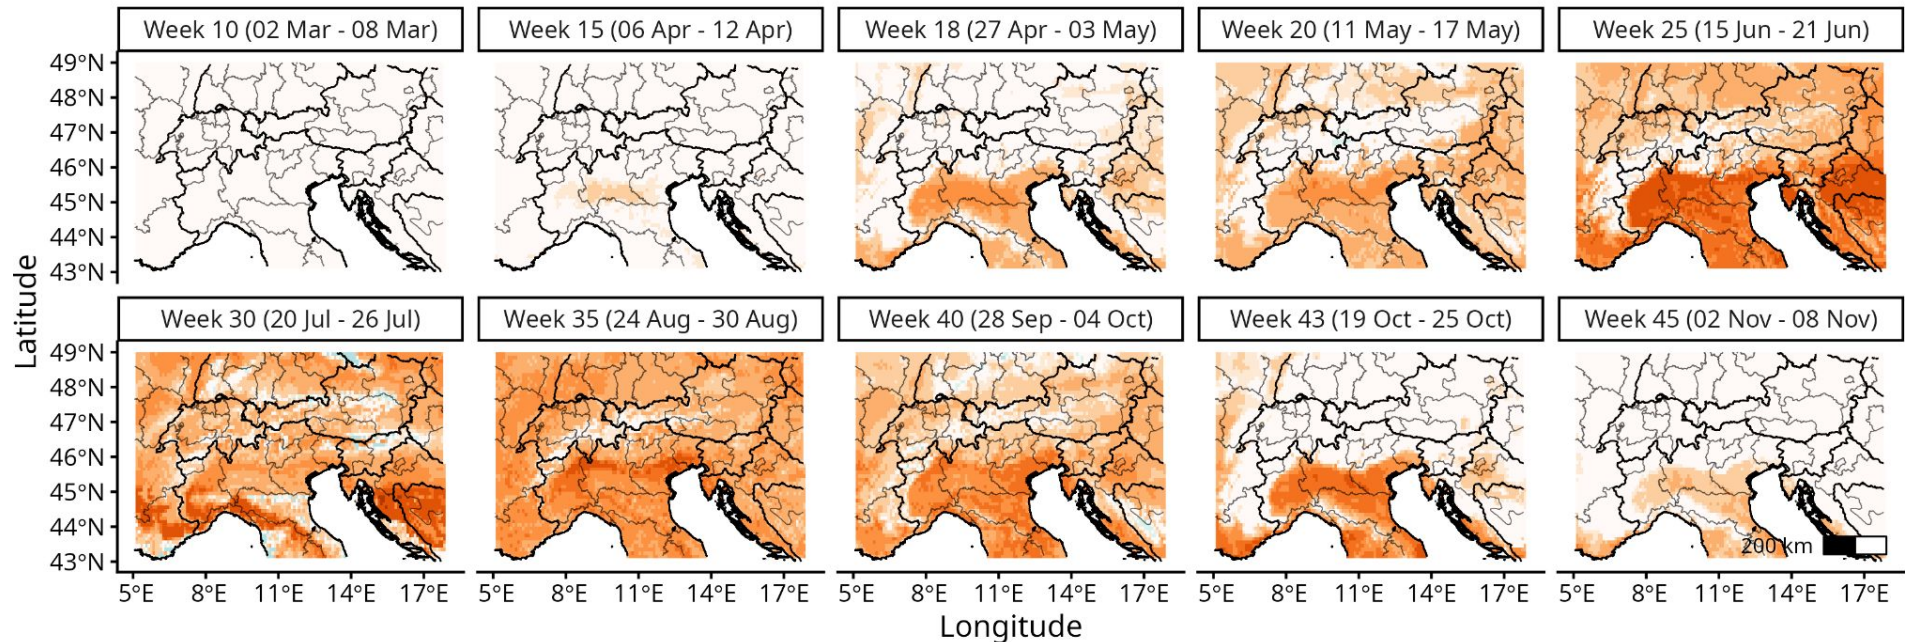 Week 10 (02 Mar - 08 Mar)
Week 15 (06 Apr - 12 Apr)
Week 18 (27 Apr - 03 May)
Week 20 (11 May - 17 May)
Week 25 (15 Jun - 21 Jun)
49°N
48°N
47°N
46°N
45°N
44°N
43°N
Latitude
Week 30 (20 Jul - 26 Jul)
Week 35 (24 Aug - 30 Aug)
Week 40 (28 Sep - 04 Oct)
Week 43 (19 Oct - 25 Oct)
Week 45 (02 Nov - 08 Nov)
49°N
48°N
47°N
46°N
45°N
44°N
43°N
200 km
5°E 8°E 11°E 14°E 17°E
5°E 8°E 11°E 14°E 17°E
5°E 8°E 11°E 14°E 17°E
5°E 8°E 11°E 14°E 17°E
5°E 8°E 11°E 14°E 17°E
Longitude